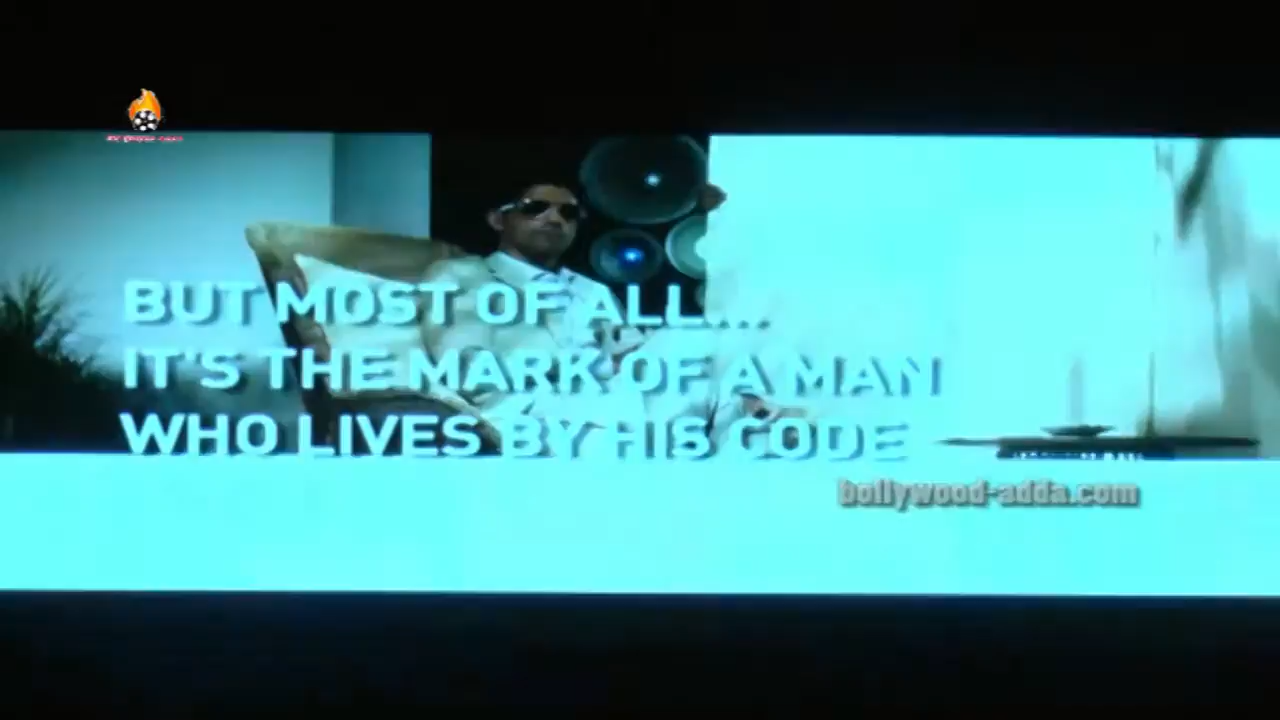 BUT MOST OF ALL....
IT'S THE MARK OF A MAN
WHO LIVES BY HIS CODE
bollywood-adda.com